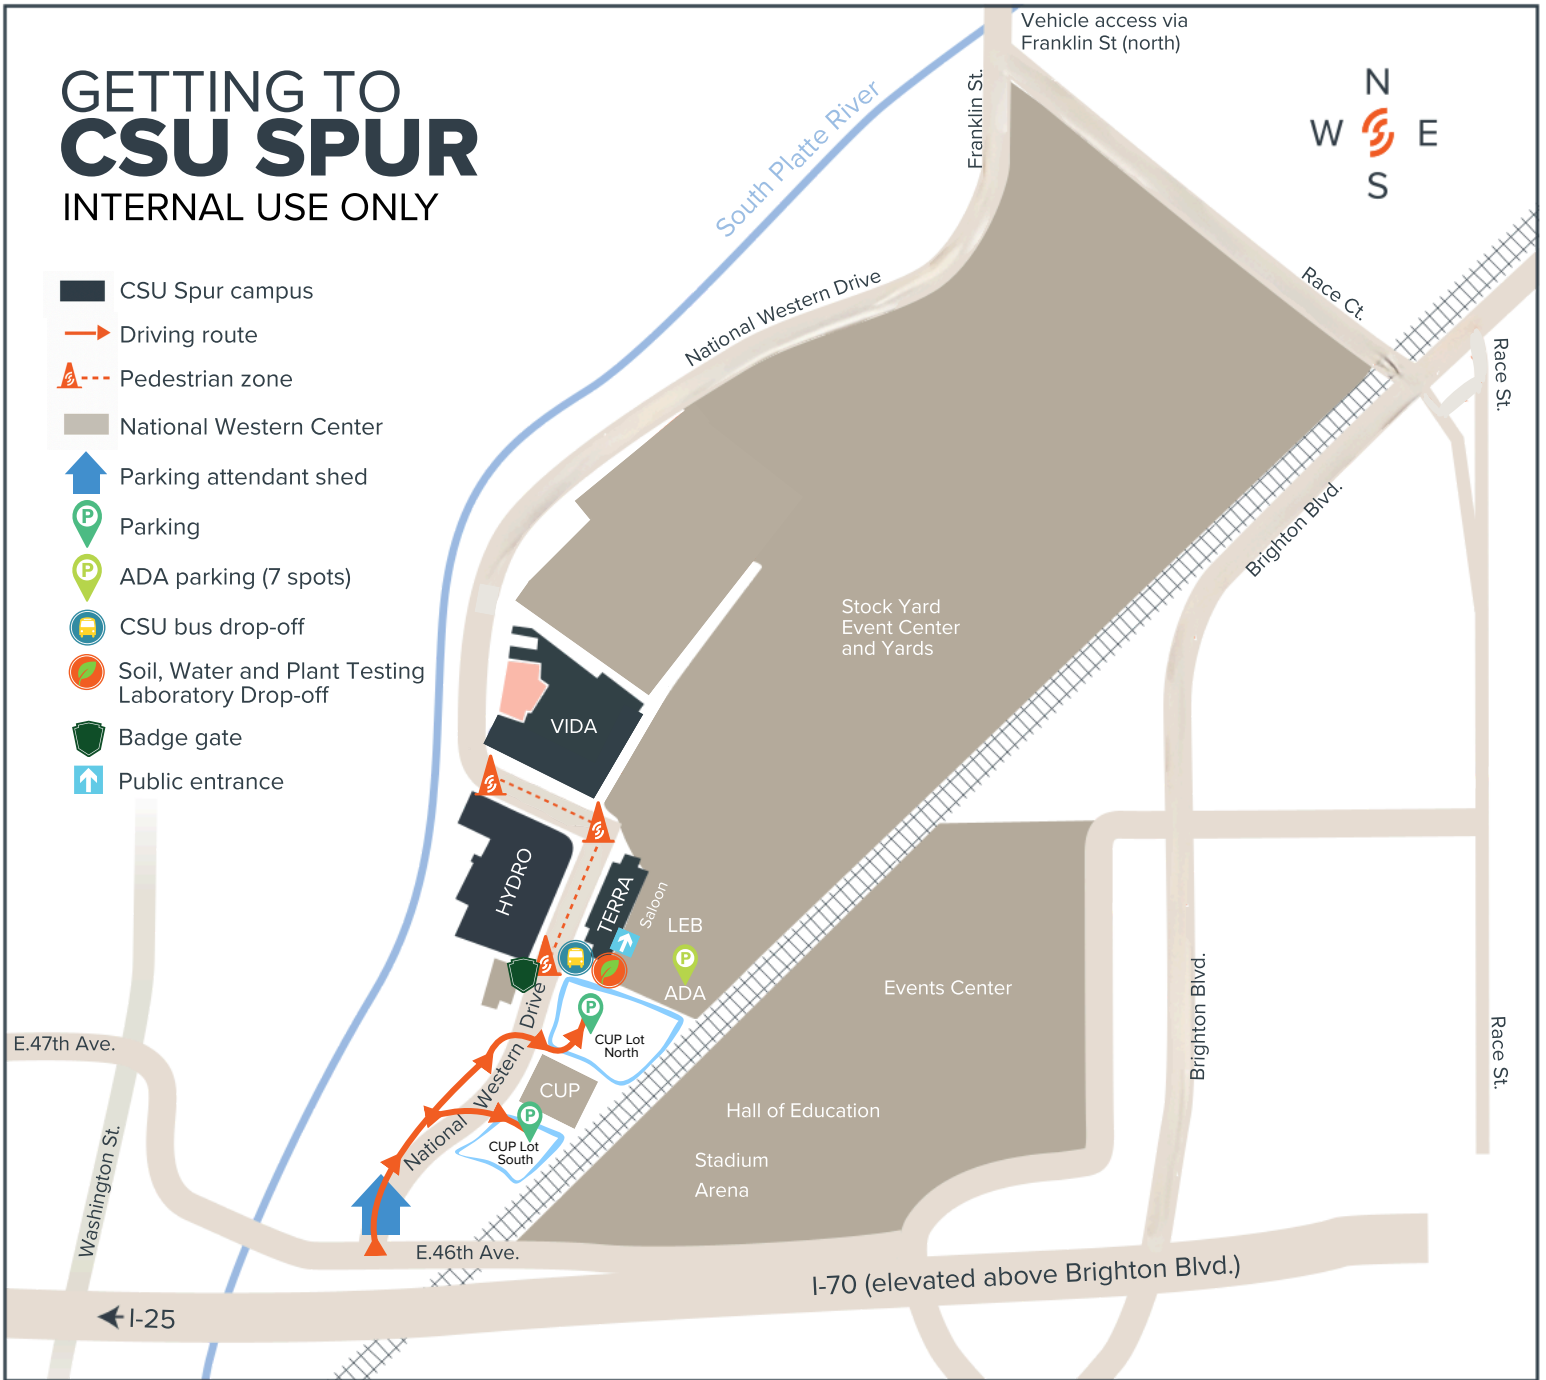 GETTING TO
CSU SPUR
INTERNAL USE ONLY
CSU Spur campus
Driving route
Pedestrian zone
National Western Center
Parking attendant shed
P
Parking
P
ADA parking (7 spots)
CSU bus drop-off
Soil, Water and Plant Testing
Laboratory Drop-off
Badge gate
Public entrance
Vehicle access via
Franklin St (north)
N
W
E
S
South Platte River
Franklin St.
National Western Drive
Race Ct.
Race St.
Brighton Blvd.
Stock Yard
Event Center
and Yards
VIDA
HYDRO
TERRA
Saloon
LEB
P
ADA
Events Center
Brighton Blvd.
Race St.
P
CUP Lot
North
CUP
P
CUP Lot
South
National Western Drive
Hall of Education
Stadium
Arena
E.47th Ave.
Washington St.
E.46th Ave.
I-70 (elevated above Brighton Blvd.)
I-25